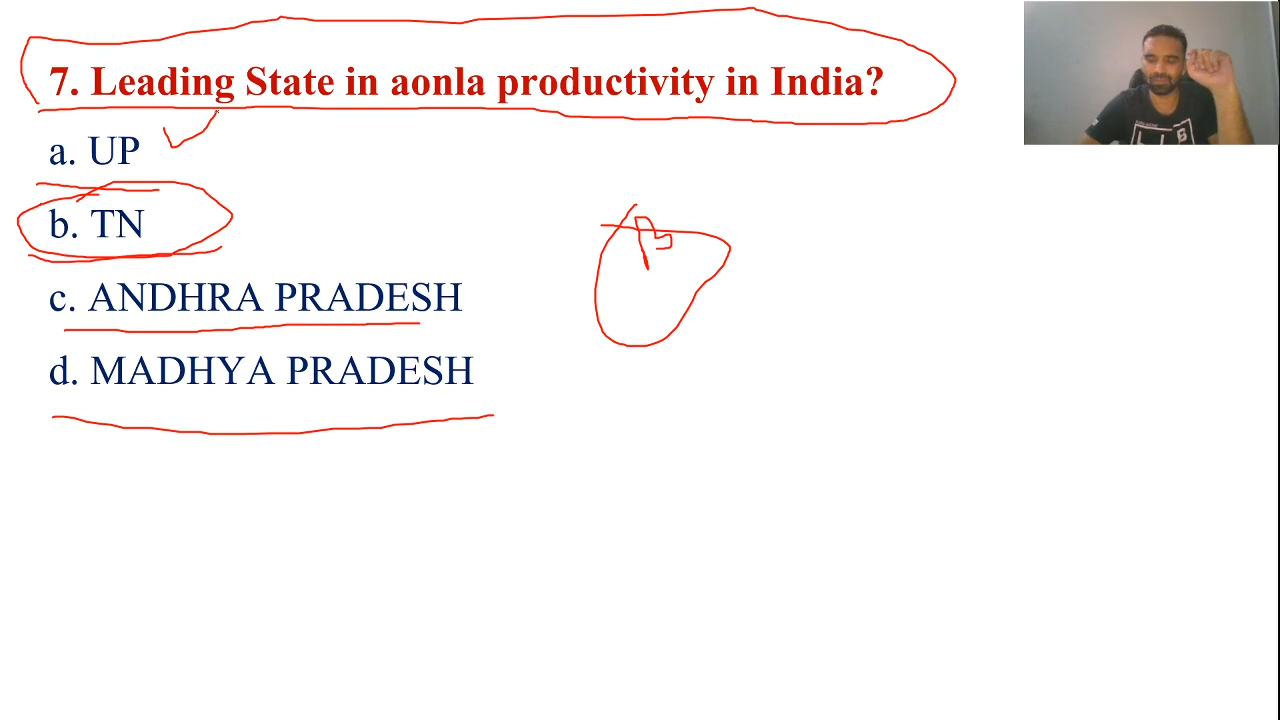 7. Leading State in aonla productivity in India?
a. UP
b. TN
c. ANDHRA PRADESH
d. MADHYA PRADESH